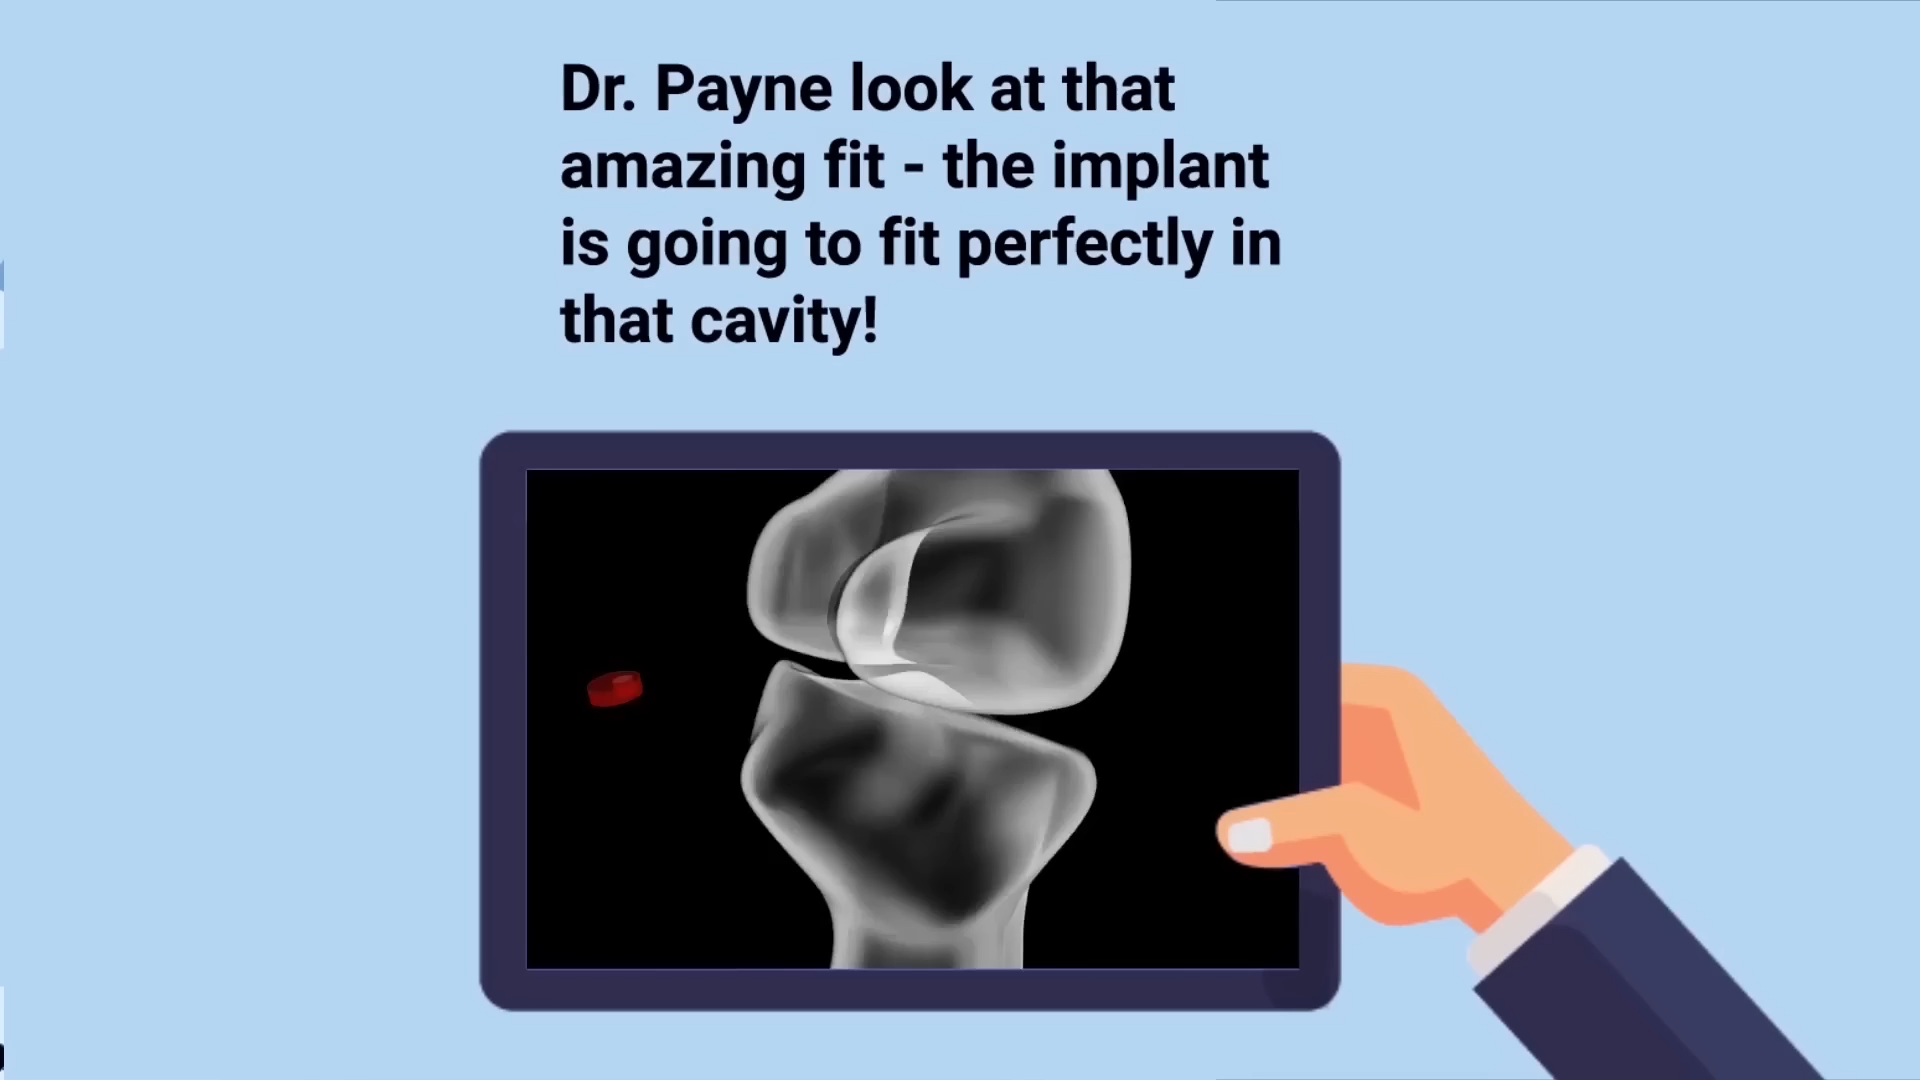 Dr. Payne look at that
amazing fit - the implant
is going to fit perfectly in
that cavity!